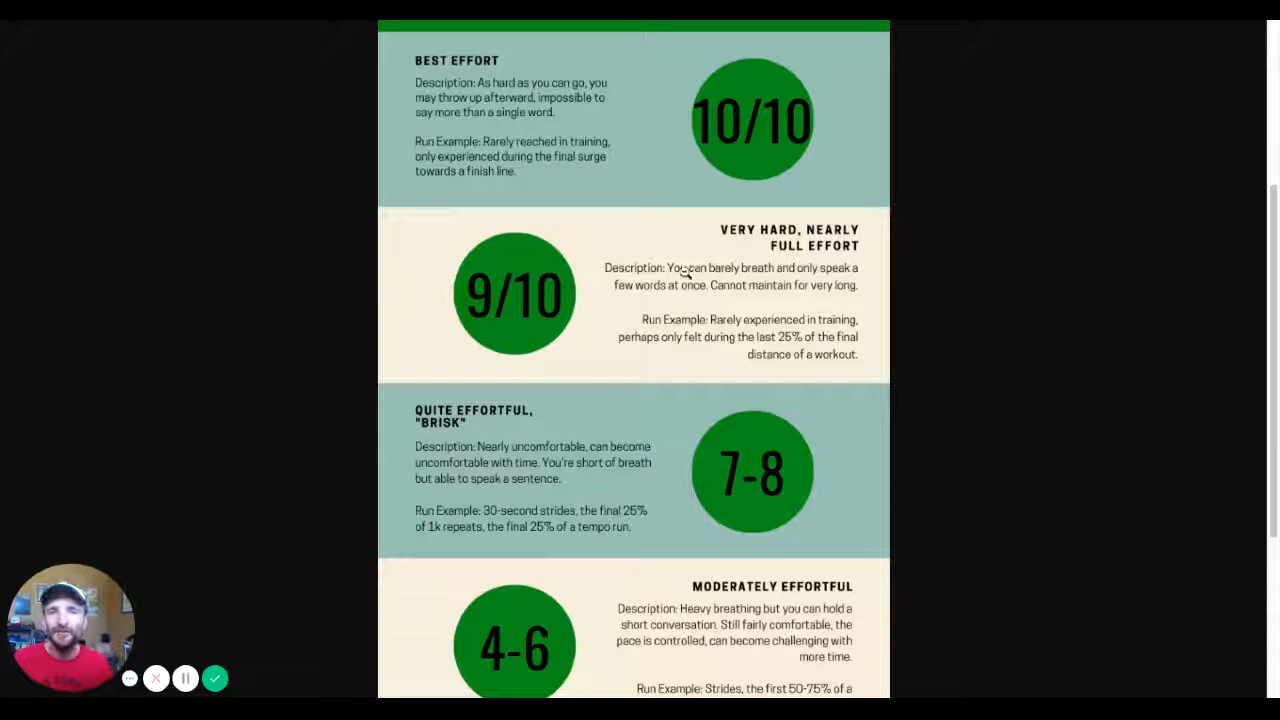 BEST EFFORT
Description: As hard as you can go, you
may throw up afterward, impossible to
say more than a single word.
Run Example: Rarely reached in training,
only experienced during the final surge
towards a finish line.
10/10
9/10
VERY HARD, NEARLY
FULL EFFORT
Description: You can barely breath and only speak a
few words at once. Cannot maintain for very long.
Run Example: Rarely experienced in training,
perhaps only felt during the last 25% of the final
distance of a workout.
QUITE EFFORTFUL,
"BRISK"
Description: Nearly uncomfortable, can become
uncomfortable with time. You're short of breath
but able to speak a sentence.
Run Example: 30-second strides, the final 25%
of 1k repeats, the final 25% of a tempo run.
7-8
4-6
MODERATELY EFFORTFUL
Description: Heavy breathing but you can hold a
short conversation. Still fairly comfortable, the
pace is controlled, can become challenging with
more time.
Run Example: Strides, the first 50-75% of a